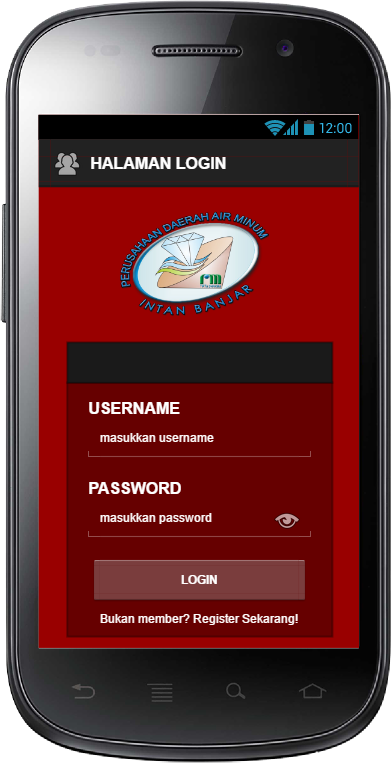 12:00
HALAMAN LOGIN
PERUSAHAAN DAERAH AIR MINUM
INTAN BANJAR
USERNAME
masukkan username
PASSWORD
masukkan password
LOGIN
Bukan member? Register Sekarang!